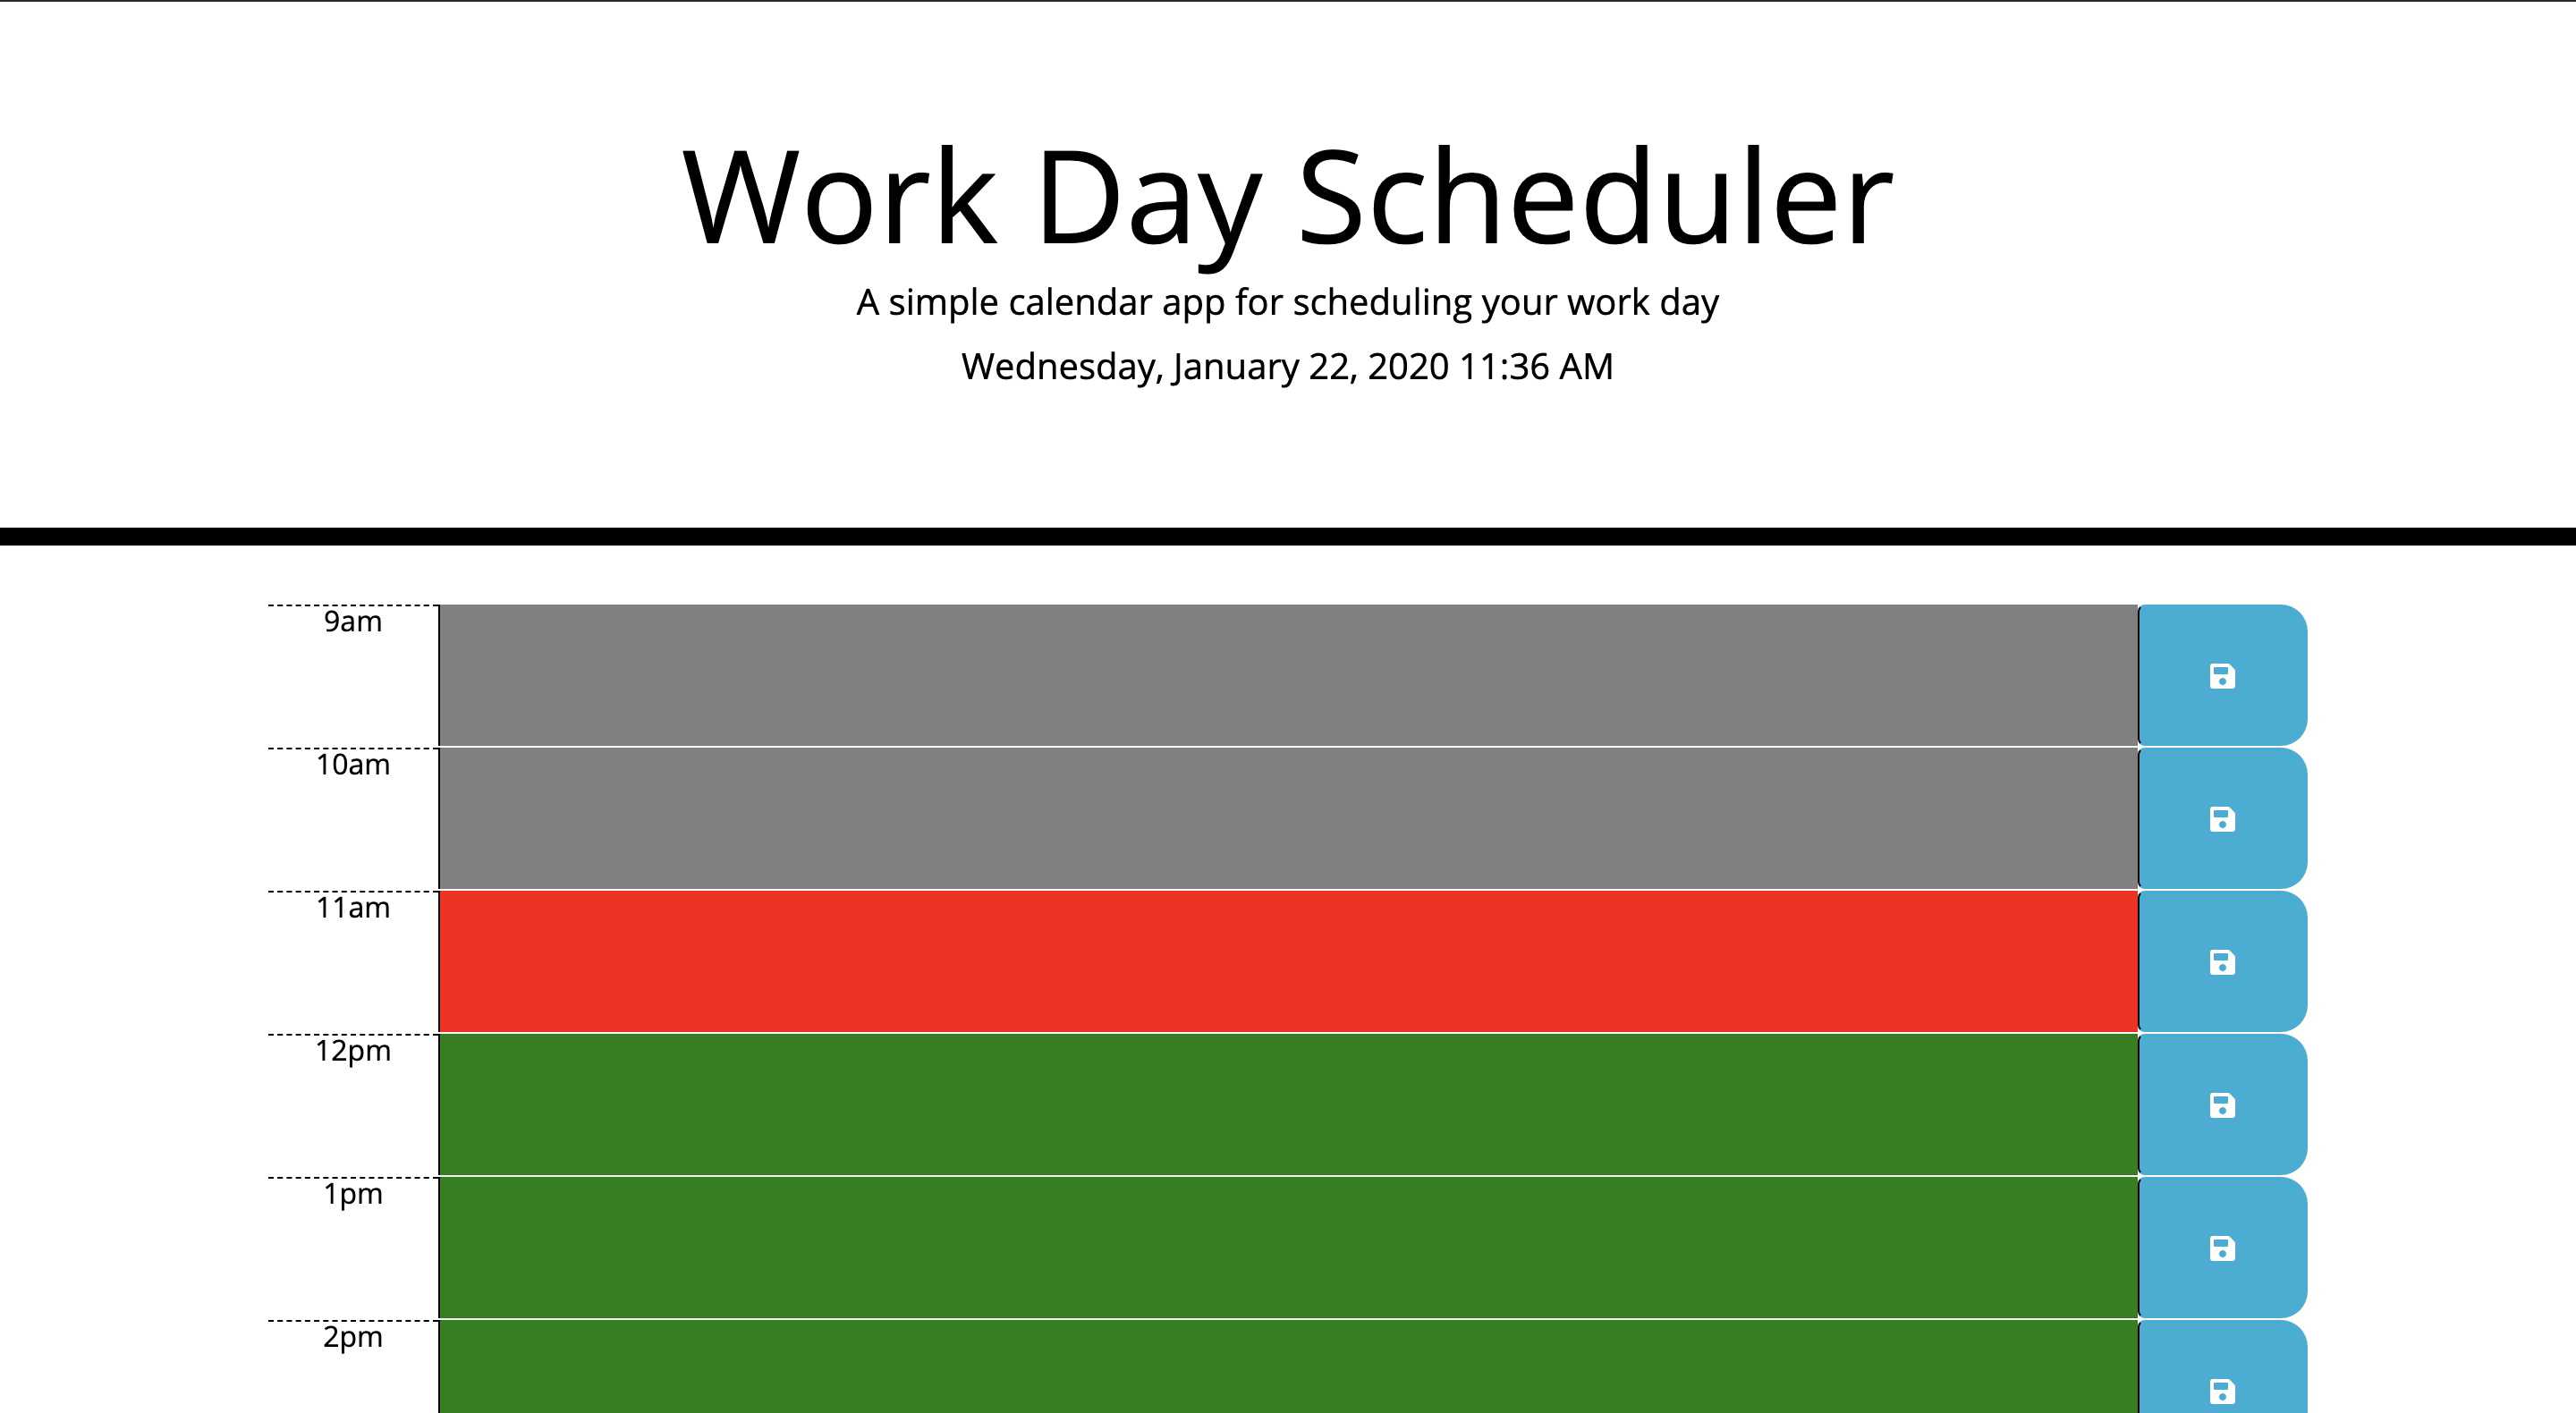 Work Day Scheduler
A simple calendar app for scheduling your work day
Wednesday, January 22, 2020 11:36 AM
9am
10am
11am
12pm
1pm
2pm